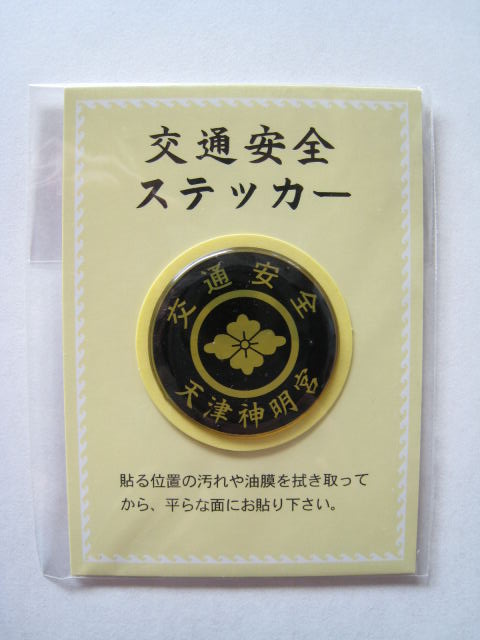 交通安全
ステッカー
交通安全
天津神明宮
貼る位置の汚れや油膜を拭き取って
から、平らな面にお貼り下さい。